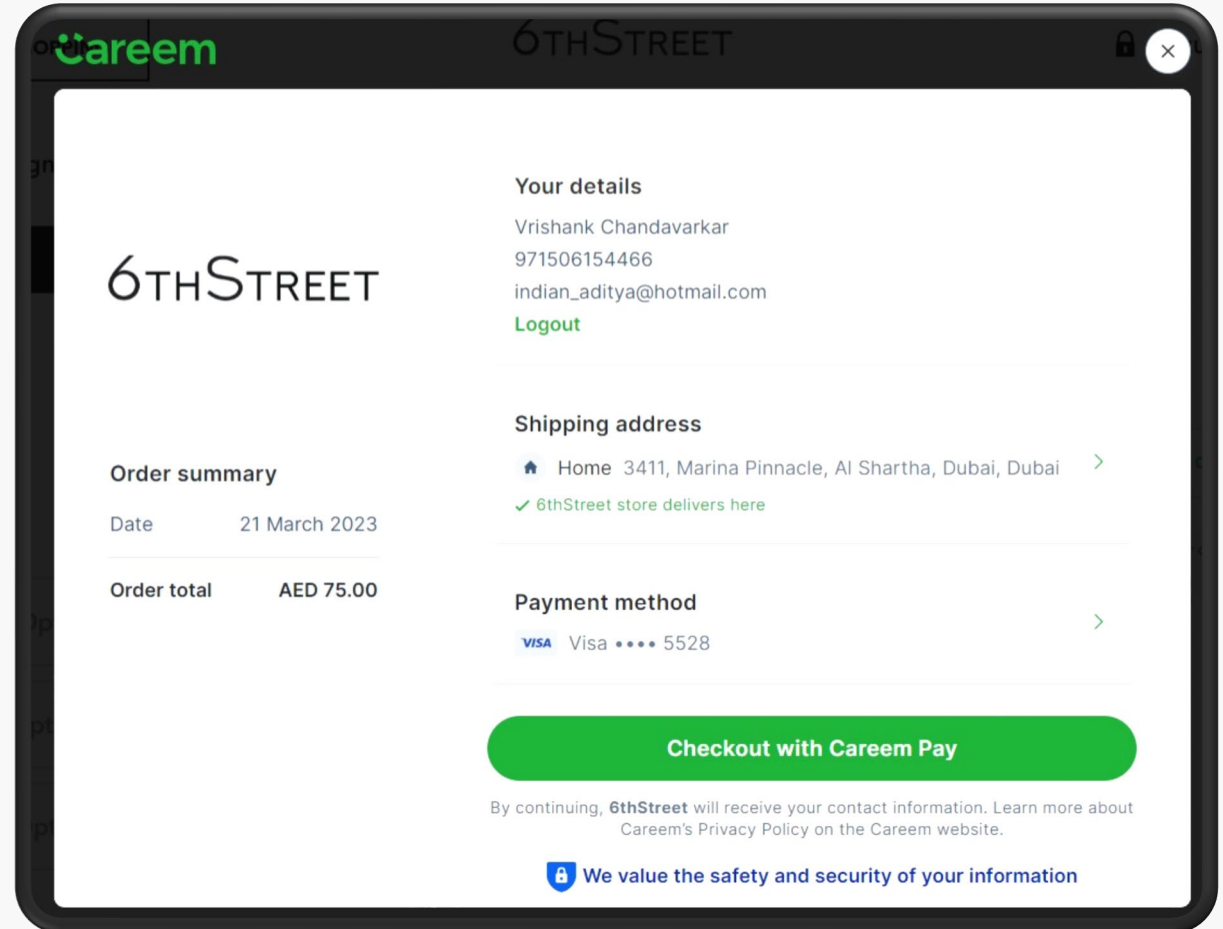 Careem
6THSTREET
6THSTREET
Order summary
Date 21 March 2023
Order total AED 75.00
Your details
Vrishank Chandavarkar
971506154466
indian_aditya@hotmail.com
Logout
Shipping address
Home 3411, Marina Pinnacle, Al Shartha, Dubai, Dubai
6thStreet store delivers here
Payment method
VISA Visa •••• 5528
Checkout with Careem Pay
By continuing, 6thStreet will receive your contact information. Learn more about
Careem's Privacy Policy on the Careem website.
We value the safety and security of your information